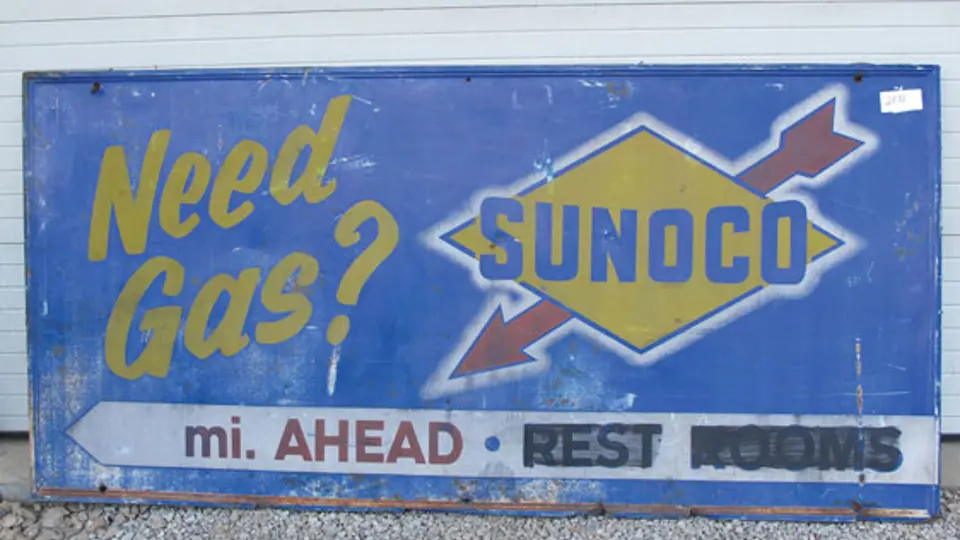 Need
Gas?
SUNOCO
mi. AHEAD • REST ROOMS